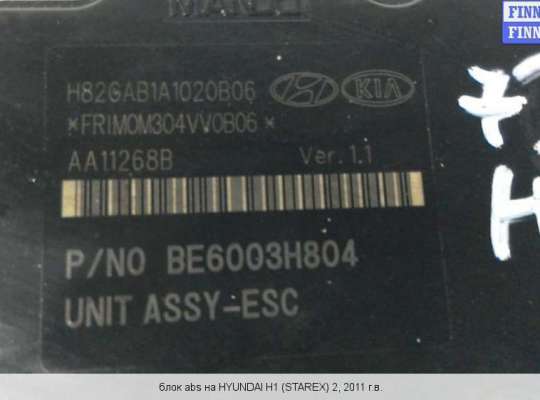 MANDO
FINN
FINN
H82GAB1A1020B06
KIA
*FRIM0M304VV0B06*
AA11268B Ver. 1.1
P/NO BE6003H804
UNIT ASSY-ESC
блок abs на HYUNDAI H1 (STAREX) 2, 2011 г.в.